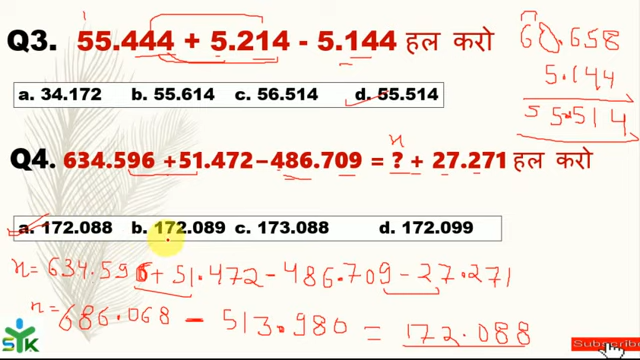 Q3. 55.444 + 5.214 - 5.144 हल करो
60.658
5.144
55.514
a. 34.172 b. 55.614 c. 56.514 d. 55.514
n
Q4. 634.596 +51.472-486.709 = ? + 27.271 हल करो
a. 172.088 b. 172.089 c. 173.088 d. 172.099
n = 634.596 + 51.472 - 486.709 - 27.271
n = 686.068 - 513.980 = 172.088
STK
Subscribe